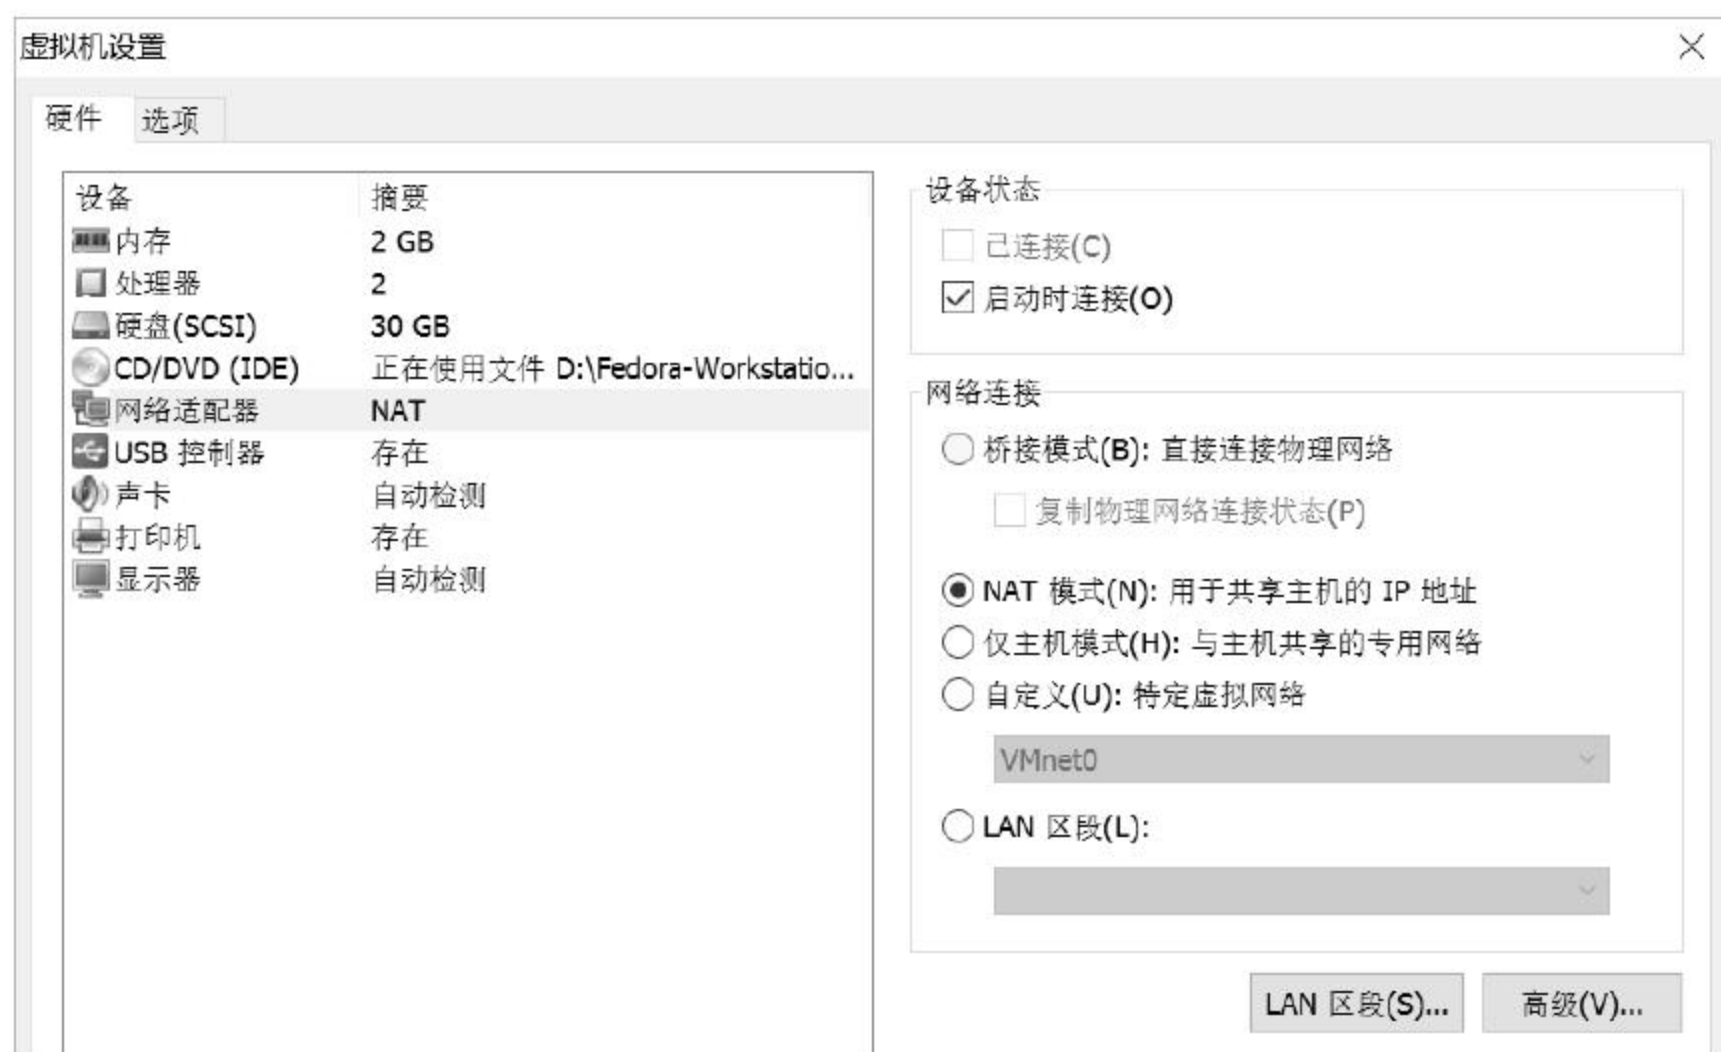 虚拟机设置
硬件 选项
设备 摘要
内存 2 GB
处理器 2
硬盘(SCSI) 30 GB
CD/DVD (IDE) 正在使用文件 D:\Fedora-Workstatio...
网络适配器 NAT
USB 控制器 存在
声卡 自动检测
打印机 存在
显示器 自动检测
设备状态
已连接(C)
启动时连接(O)
网络连接
桥接模式(B): 直接连接物理网络
复制物理网络连接状态(P)
NAT 模式(N): 用于共享主机的 IP 地址
仅主机模式(H): 与主机共享的专用网络
自定义(U): 特定虚拟网络
VMnet0
LAN 区段(L):
LAN 区段(S)... 高级(V)...